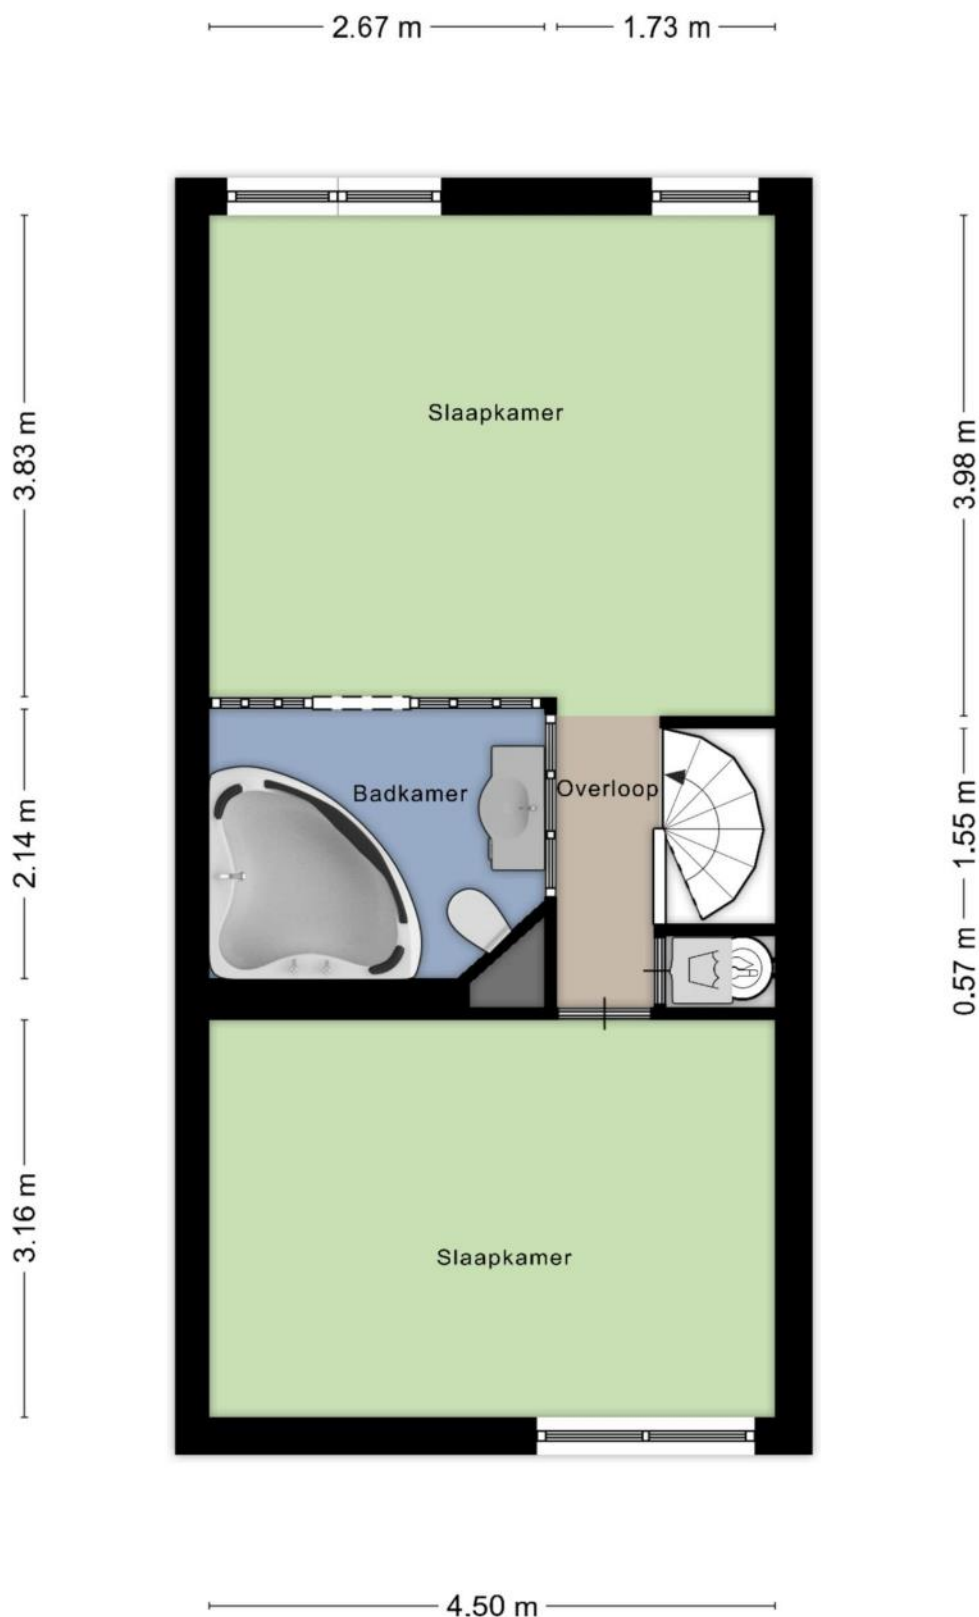 2.67 m
1.73 m
3.83 m
3.98 m
Slaapkamer
Badkamer
Overloop
2.14 m
1.55 m
0.57 m
3.16 m
Slaapkamer
4.50 m